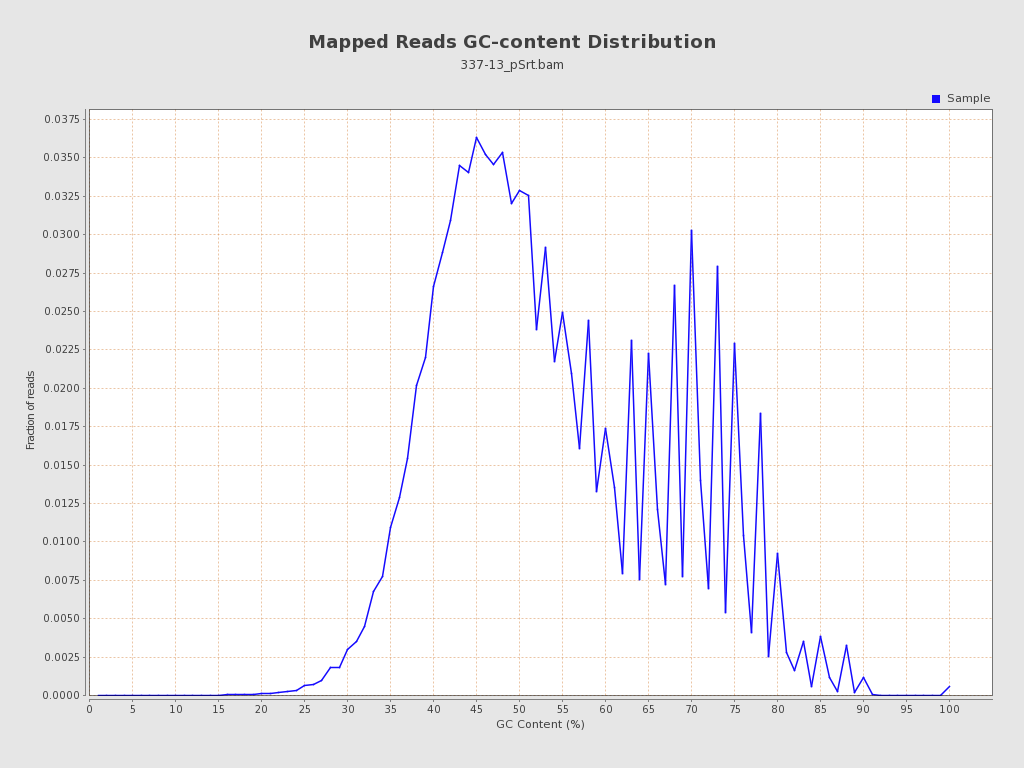 Mapped Reads GC-content Distribution
337-13_pSrt.bam
Sample
0.0375
0.0350
0.0325
0.0300
0.0275
0.0250
0.0225
0.0200
0.0175
0.0150
0.0125
0.0100
0.0075
0.0050
0.0025
0.0000
Fraction of reads
0 5 10 15 20 25 30 35 40 45 50 55 60 65 70 75 80 85 90 95 100
GC Content (%)